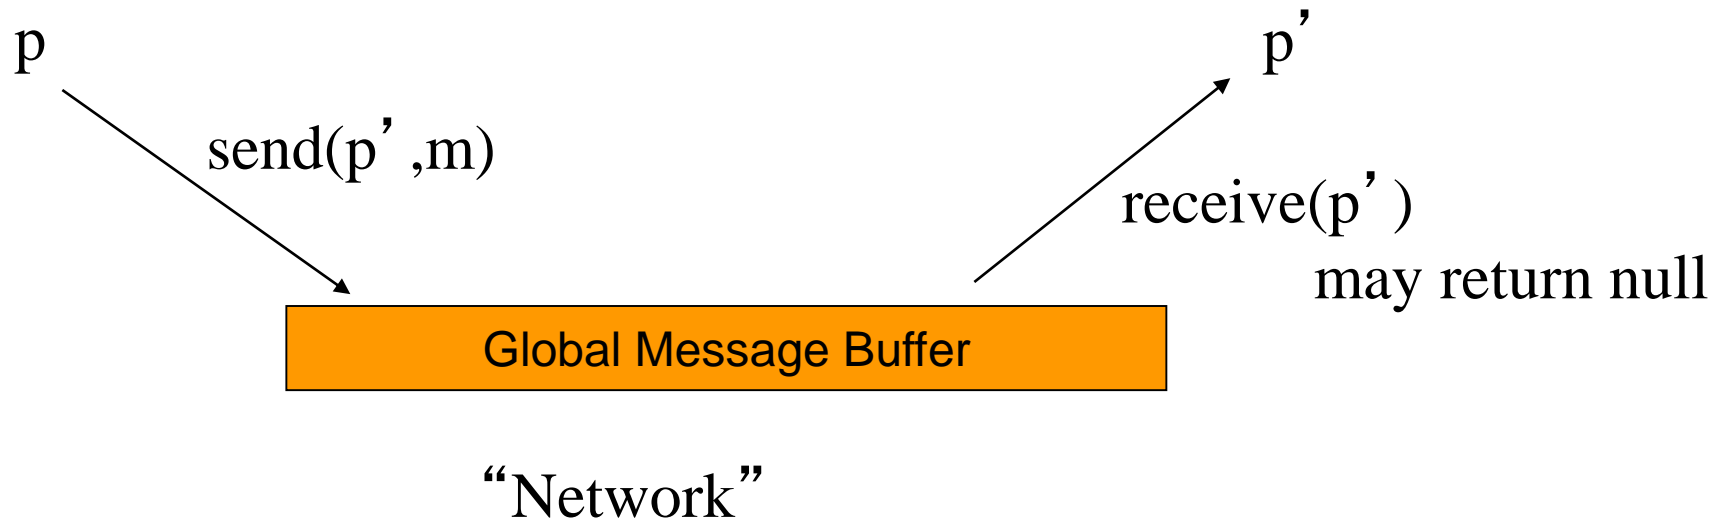 p
p’
send(p’,m)
receive(p’)
may return null
Global Message Buffer
“Network”